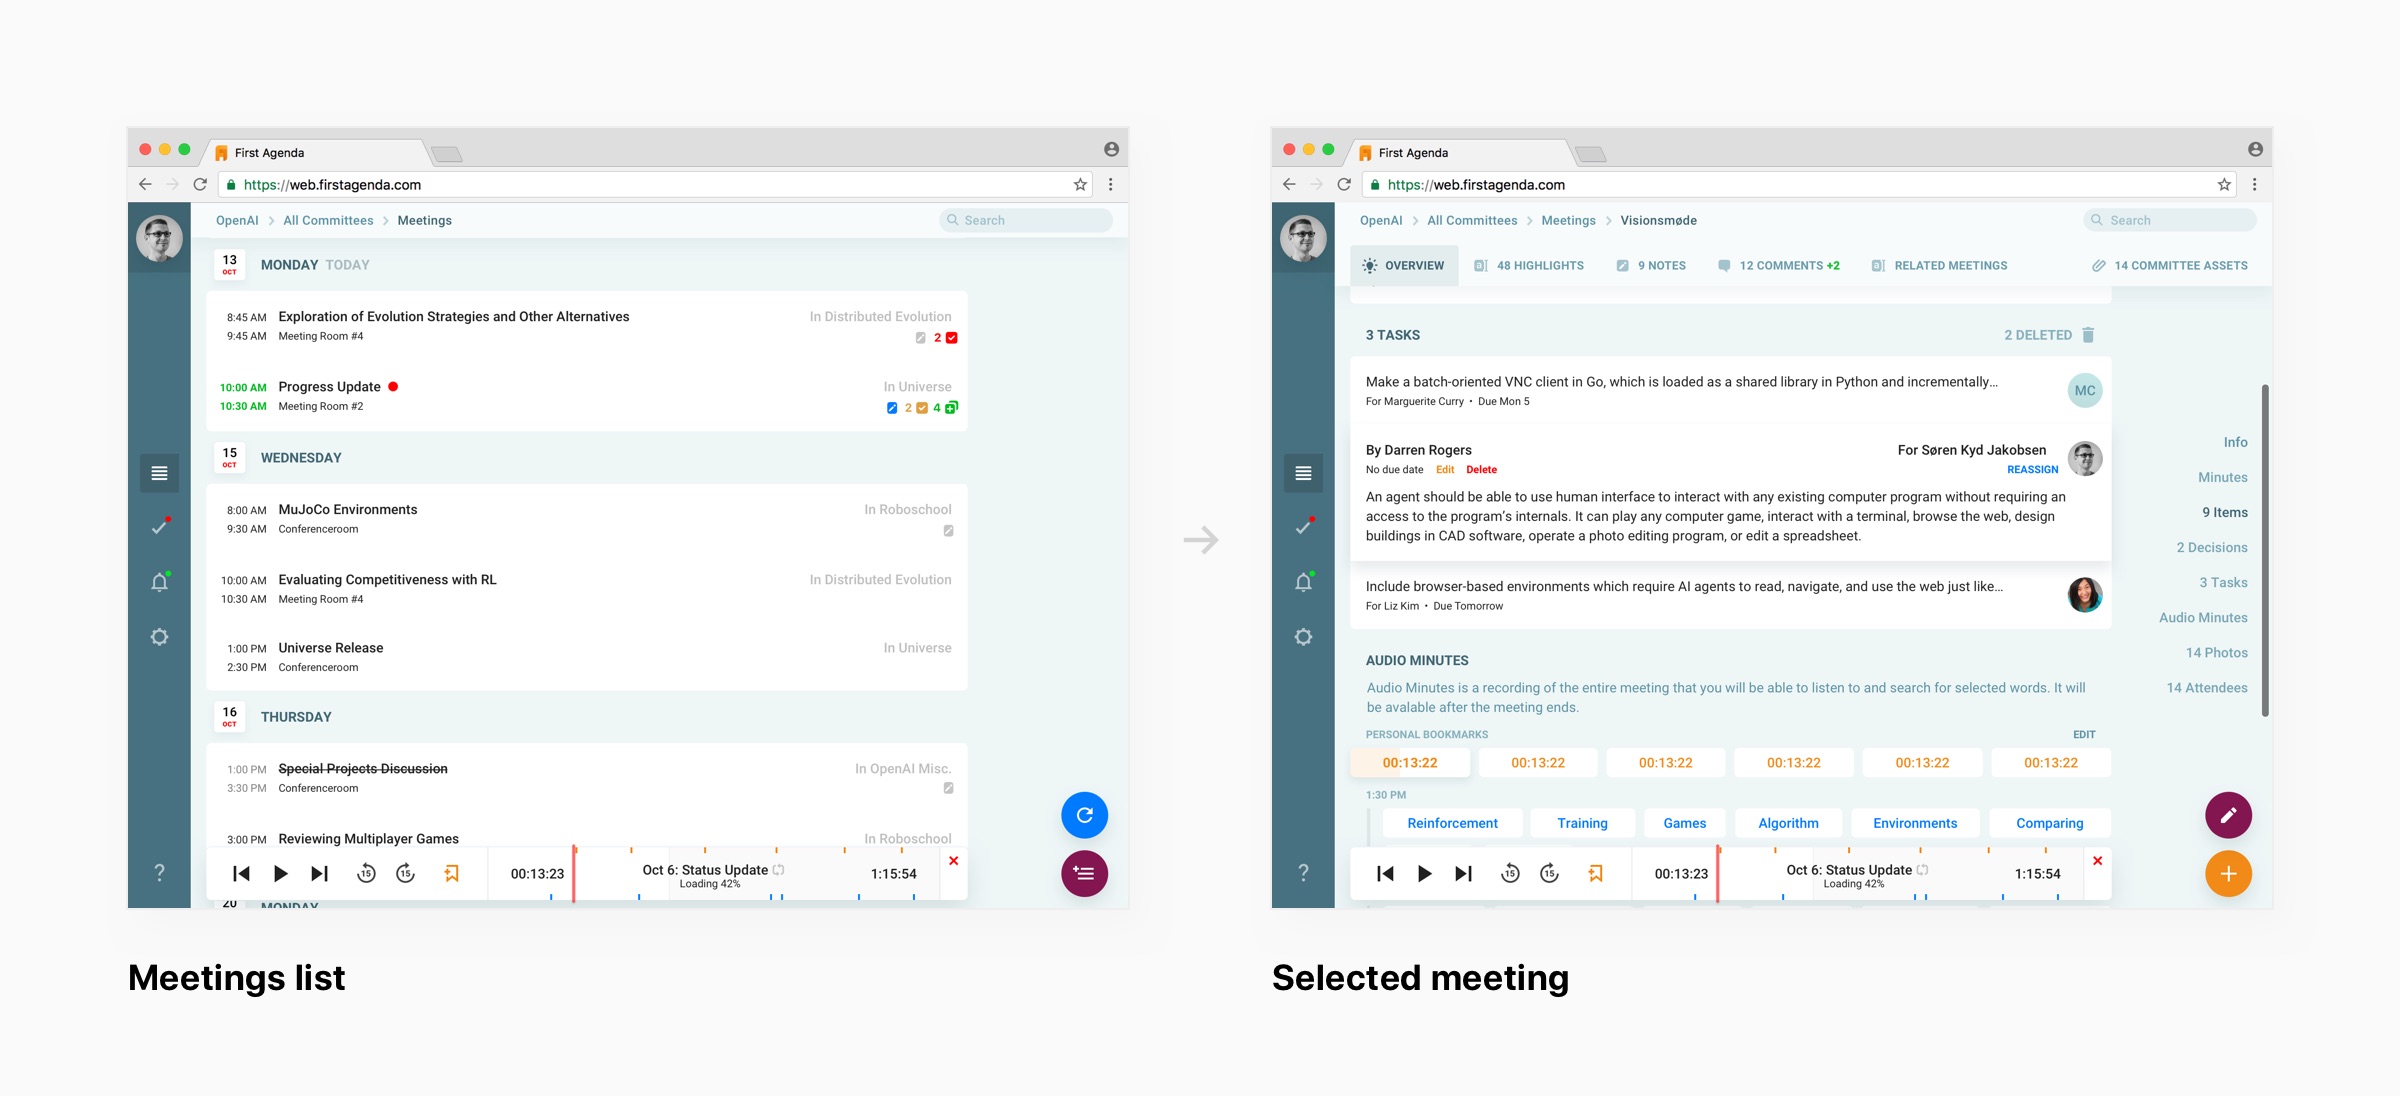 First Agenda
https://web.firstagenda.com
OpenAI > All Committees > Meetings
Search
13
OCT
MONDAY TODAY
8:45 AM Exploration of Evolution Strategies and Other Alternatives In Distributed Evolution
9:45 AM Meeting Room #4 2
10:00 AM Progress Update In Universe
10:30 AM Meeting Room #2 2 4
15
OCT
WEDNESDAY
8:00 AM MuJoCo Environments In Roboschool
9:30 AM Conferenceroom
10:00 AM Evaluating Competitiveness with RL In Distributed Evolution
10:30 AM Meeting Room #4
1:00 PM Universe Release In Universe
2:30 PM Conferenceroom
16
OCT
THURSDAY
1:00 PM Special Projects Discussion In OpenAI Misc.
3:30 PM Conferenceroom
3:00 PM Reviewing Multiplayer Games In Roboschool
15 15 00:13:23 Oct 6: Status Update 1:15:54
Loading 42%
?
20 MONDAY
Meetings list
First Agenda
https://web.firstagenda.com
OpenAI > All Committees > Meetings > Visionsmøde
Search
OVERVIEW 48 HIGHLIGHTS 9 NOTES 12 COMMENTS +2 RELATED MEETINGS 14 COMMITTEE ASSETS
3 TASKS 2 DELETED
Make a batch-oriented VNC client in Go, which is loaded as a shared library in Python and incrementally...
For Marguerite Curry • Due Mon 5
MC
By Darren Rogers For Søren Kyd Jakobsen
No due date Edit Delete REASSIGN
An agent should be able to use human interface to interact with any existing computer program without requiring an
access to the program's internals. It can play any computer game, interact with a terminal, browse the web, design
buildings in CAD software, operate a photo editing program, or edit a spreadsheet.
Include browser-based environments which require AI agents to read, navigate, and use the web just like...
For Liz Kim • Due Tomorrow
AUDIO MINUTES
Audio Minutes is a recording of the entire meeting that you will be able to listen to and search for selected words. It will
be avalable after the meeting ends.
PERSONAL BOOKMARKS EDIT
00:13:22 00:13:22 00:13:22 00:13:22 00:13:22 00:13:22
1:30 PM
Reinforcement Training Games Algorithm Environments Comparing
15 15 00:13:23 Oct 6: Status Update 1:15:54
Loading 42%
?
Info
Minutes
9 Items
2 Decisions
3 Tasks
Audio Minutes
14 Photos
14 Attendees
Selected meeting